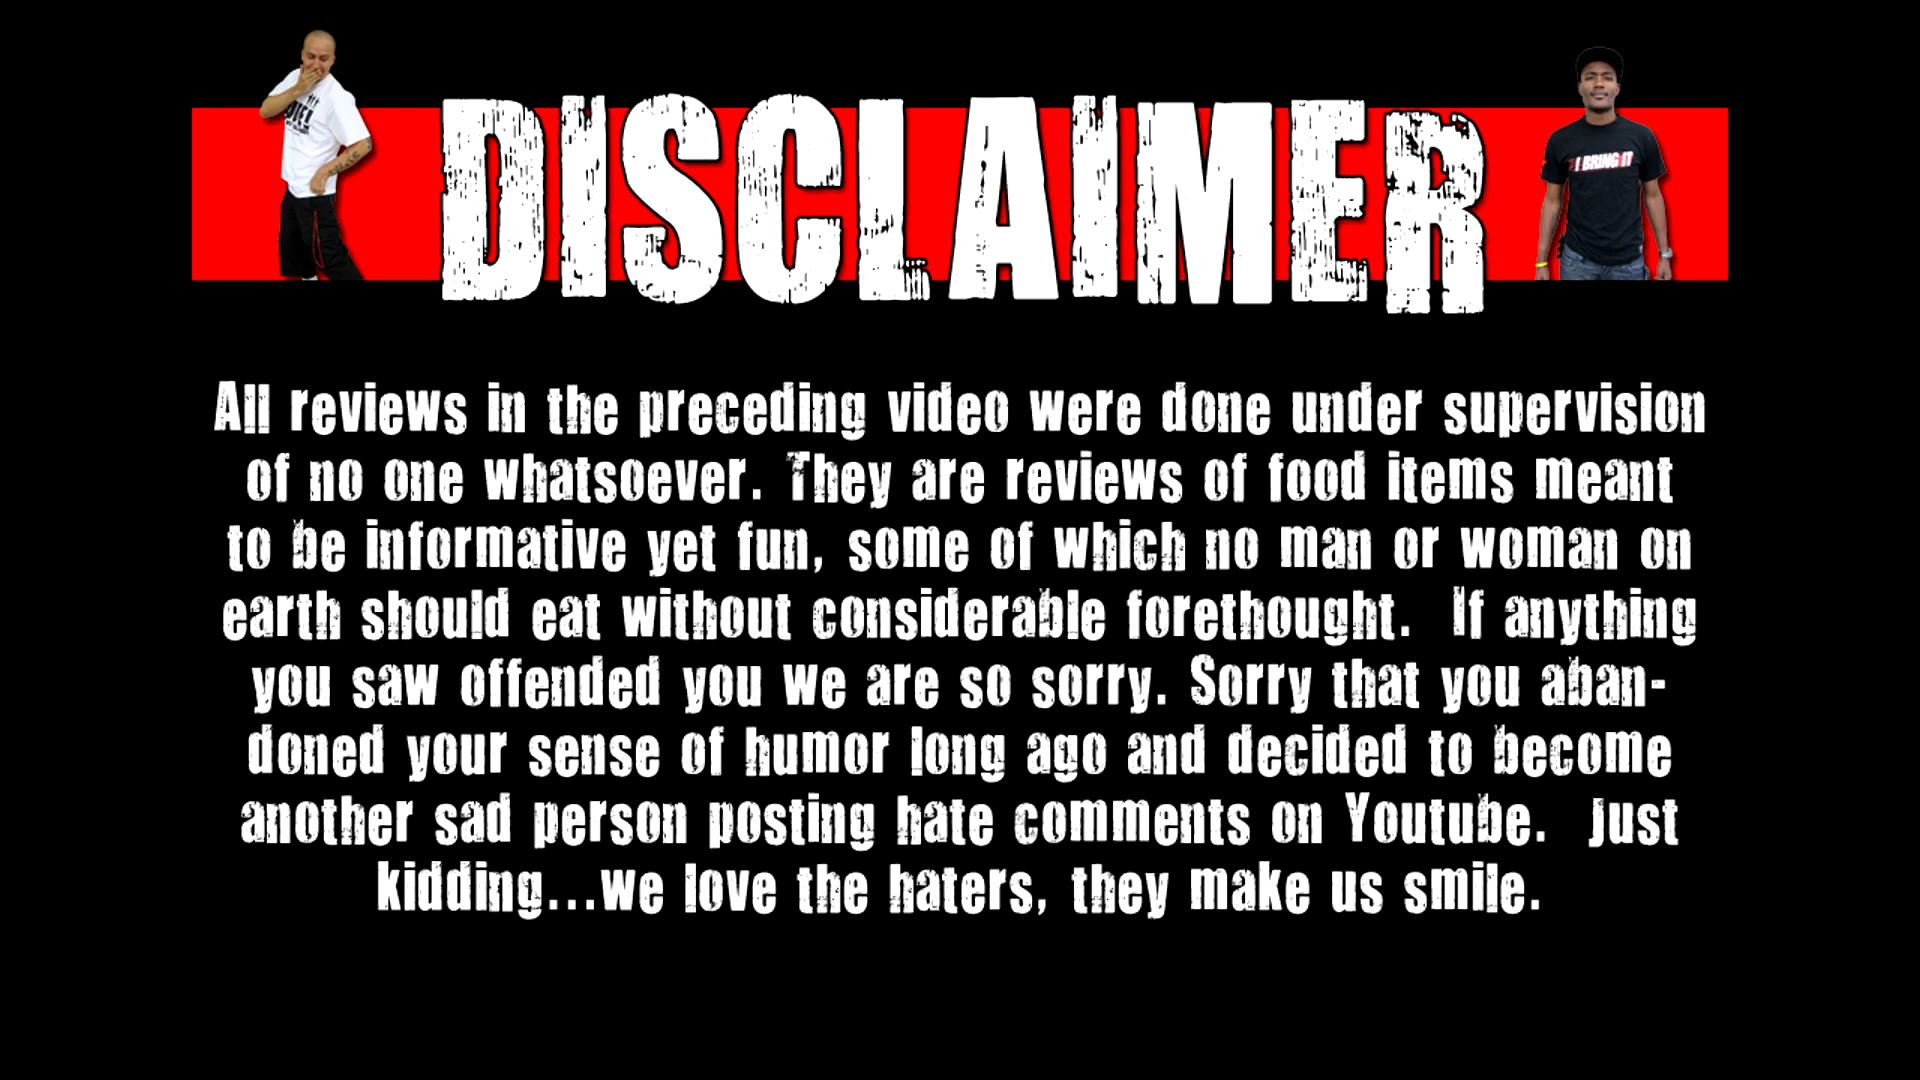 DISCLAIMER
I BRING IT
All reviews in the preceding video were done under supervision
of no one whatsoever. They are reviews of food items meant
to be informative yet fun, some of which no man or woman on
earth should eat without considerable forethought. If anything
you saw offended you we are so sorry. Sorry that you aban-
doned your sense of humor long ago and decided to become
another sad person posting hate comments on Youtube. Just
kidding...we love the haters, they make us smile.